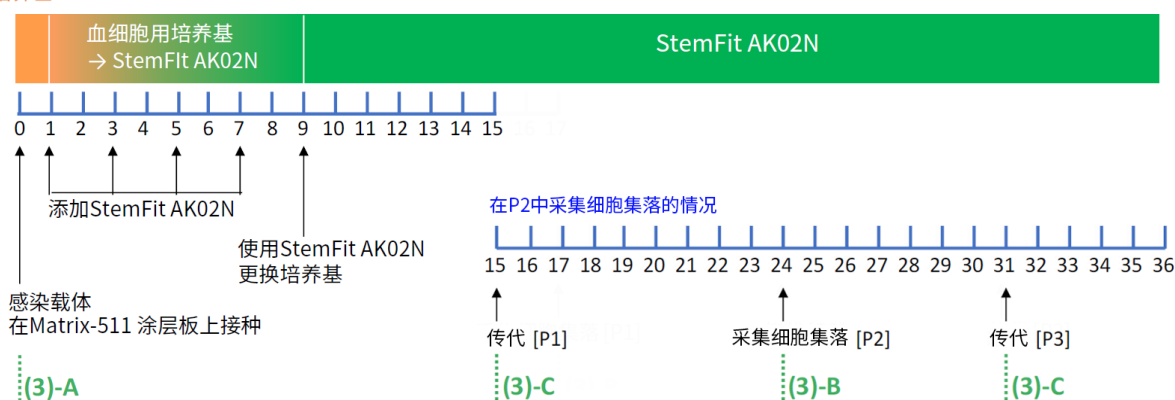 血细胞用培养基
→ StemFIt AK02N
StemFit AK02N
0 1 2 3 4 5 6 7 8 9 10 11 12 13 14 15
添加StemFit AK02N
使用StemFit AK02N
更换培养基
感染载体
在Matrix-511 涂层板上接种
在P2中采集细胞集落的情况
15 16 17 18 19 20 21 22 23 24 25 26 27 28 29 30 31 32 33 34 35 36
传代 [P1]
采集细胞集落 [P2]
传代 [P3]
(3)-A
(3)-C
(3)-B
(3)-C